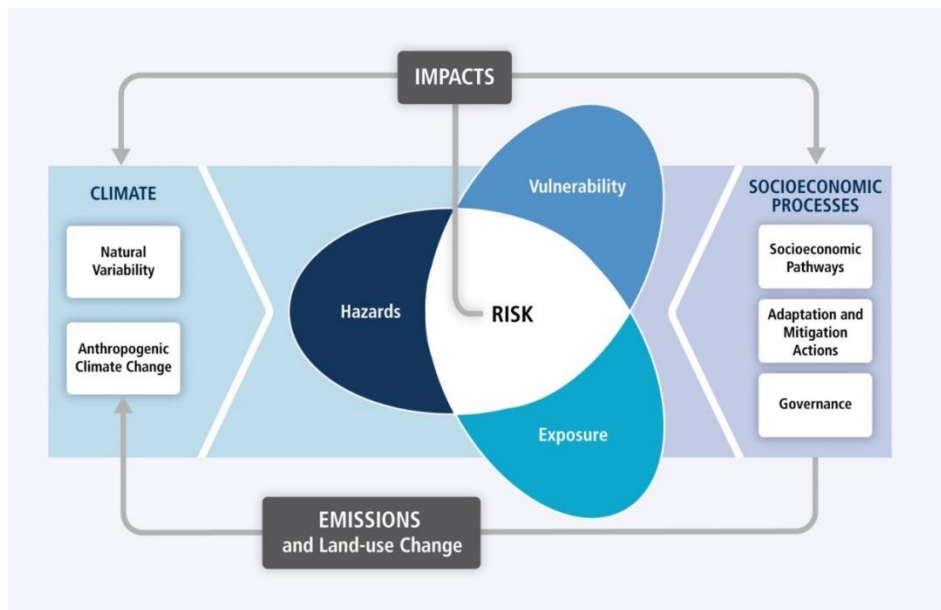 IMPACTS
CLIMATE
Natural
Variability
Anthropogenic
Climate Change
Vulnerability
Hazards
RISK
Exposure
SOCIOECONOMIC
PROCESSES
Socioeconomic
Pathways
Adaptation and
Mitigation
Actions
Governance
EMISSIONS
and Land-use Change